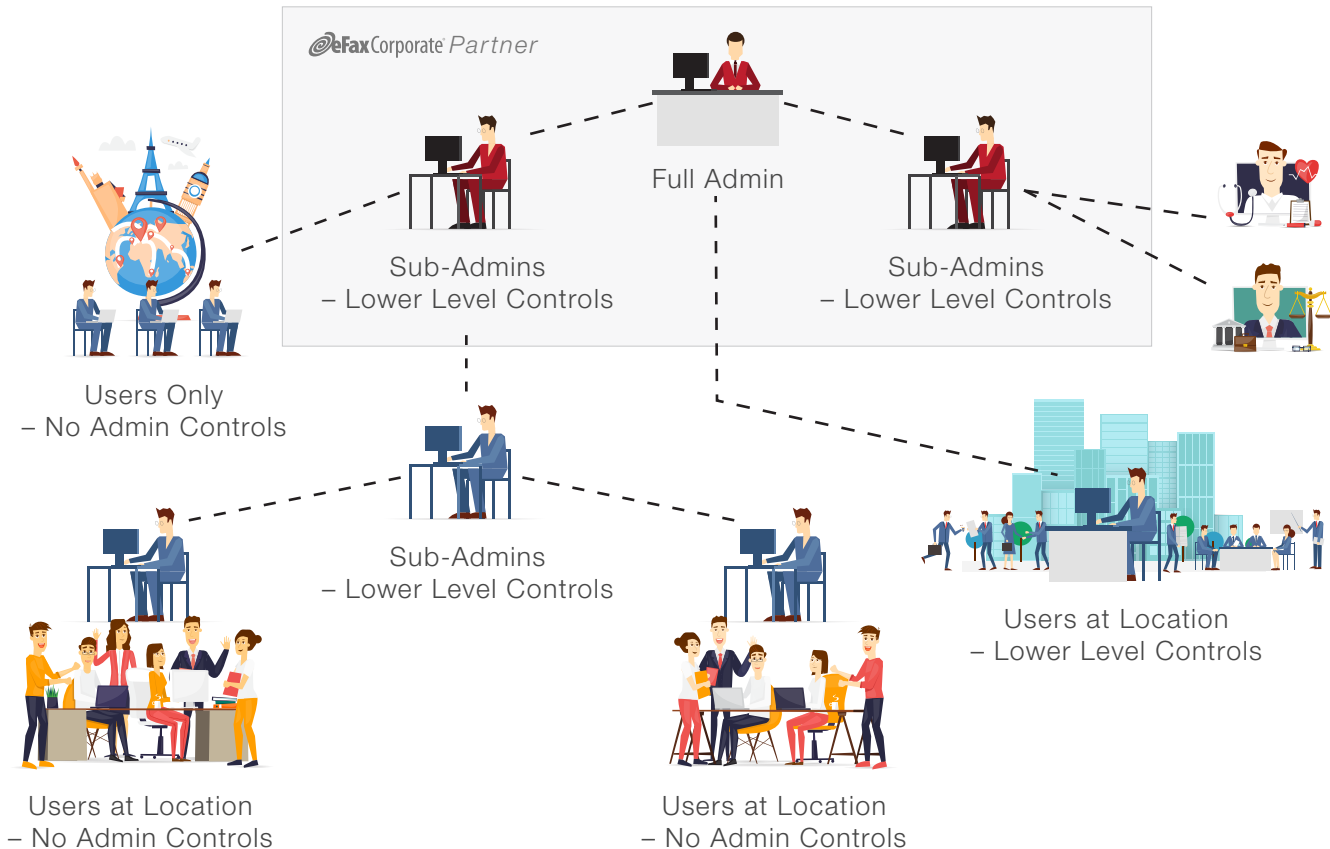 eFax Corporate® Partner
Full Admin
Sub-Admins
– Lower Level Controls
Sub-Admins
– Lower Level Controls
Users Only
– No Admin Controls
Sub-Admins
– Lower Level Controls
Users at Location
– Lower Level Controls
Users at Location
– No Admin Controls
Users at Location
– No Admin Controls